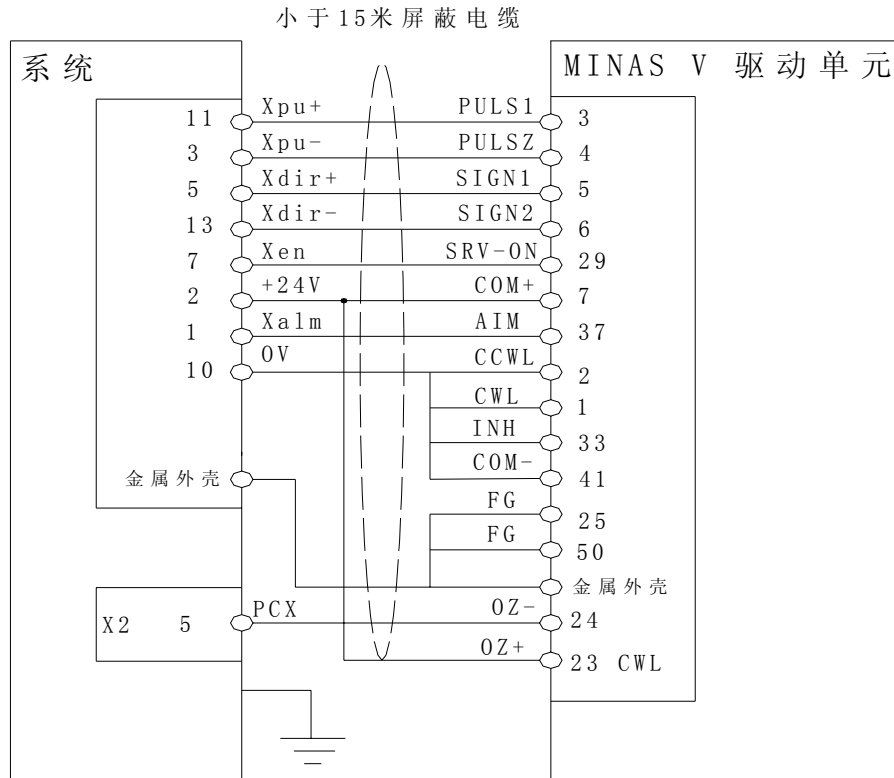 小于15米屏蔽电缆
系统
MINAS V 驱动单元
11 Xpu+ PULS1 3
3 Xpu- PULSZ 4
5 Xdir+ SIGN1 5
13 Xdir- SIGN2 6
7 Xen SRV-ON 29
2 +24V COM+ 7
1 Xalm AIM 37
10 0V CCWL 2
CWL 1
INH 33
COM- 41
金属外壳
FG 25
FG 50
金属外壳
X2 5 PCX OZ- 24
OZ+ 23 CWL